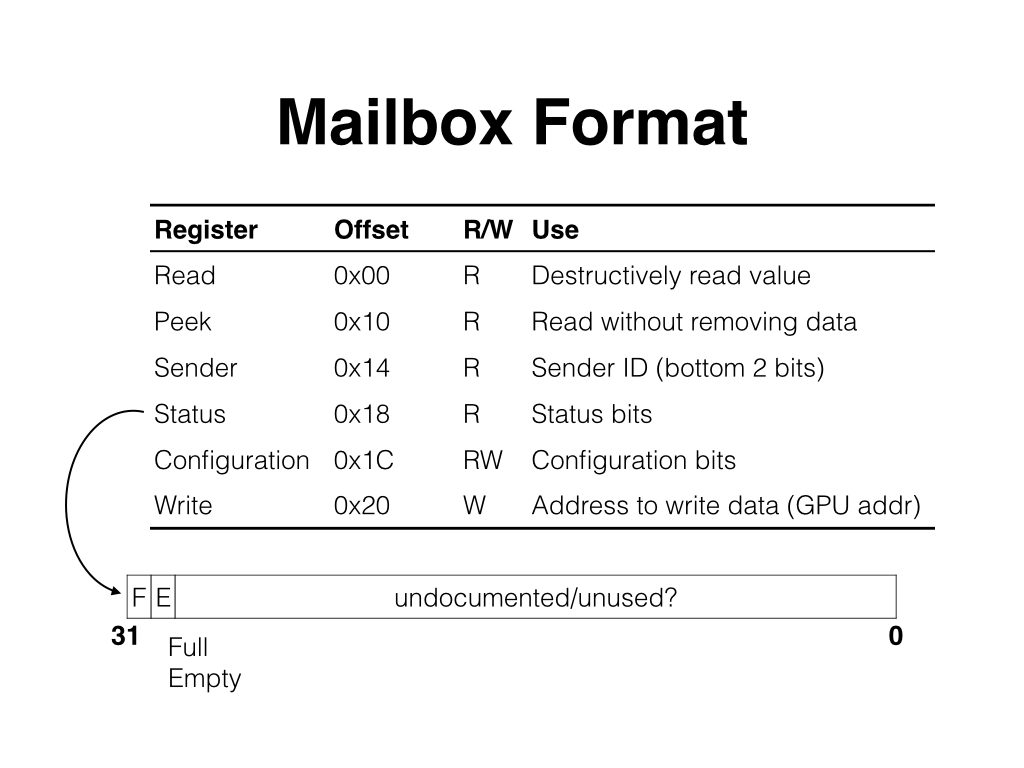 Mailbox Format
Register Offset R/W Use
Read 0x00 R Destructively read value
Peek 0x10 R Read without removing data
Sender 0x14 R Sender ID (bottom 2 bits)
Status 0x18 R Status bits
Configuration 0x1C RW Configuration bits
Write 0x20 W Address to write data (GPU addr)
F E undocumented/unused?
31 0
Full
Empty